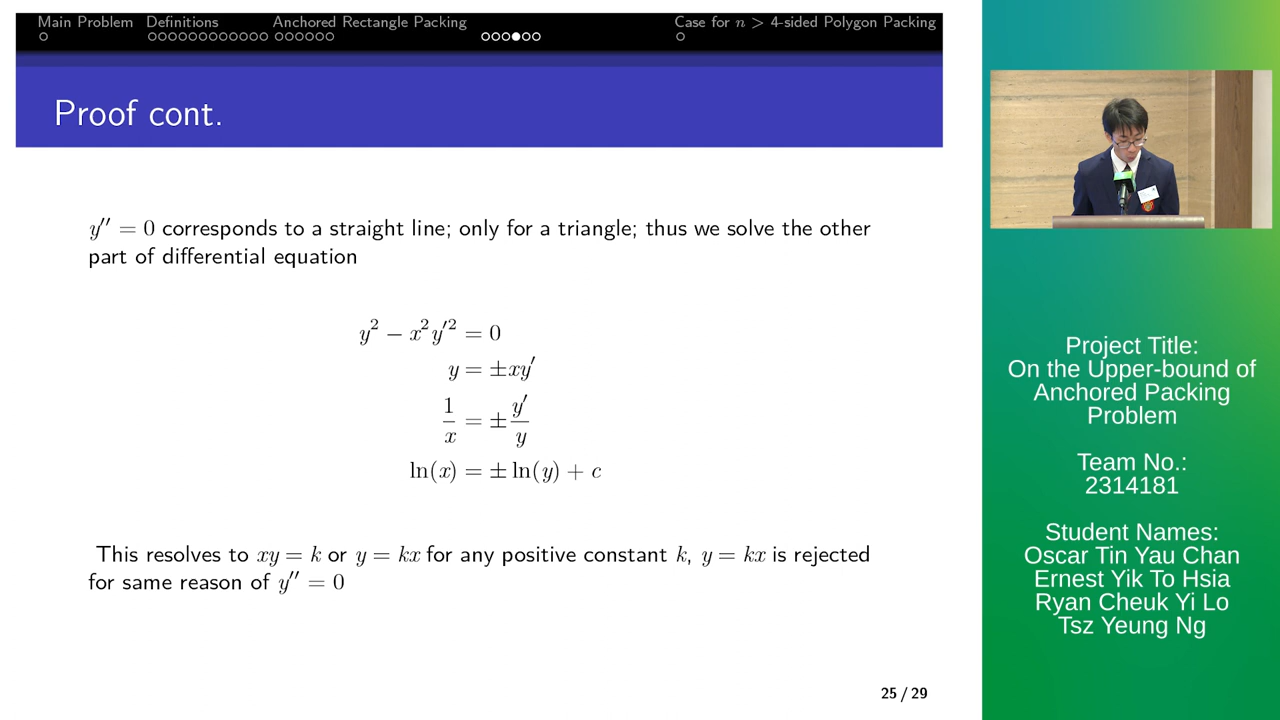 Main Problem Definitions Anchored Rectangle Packing Case for n > 4-sided Polygon Packing
Proof cont.
y′′ = 0 corresponds to a straight line; only for a triangle; thus we solve the other
part of differential equation
y² − x²y′² = 0
y = ±xy′
1/x = ± y′/y
ln(x) = ± ln(y) + c
This resolves to xy = k or y = kx for any positive constant k, y = kx is rejected
for same reason of y′′ = 0
25 / 29
Project Title:
On the Upper-bound of
Anchored Packing
Problem
Team No.:
2314181
Student Names:
Oscar Tin Yau Chan
Ernest Yik To Hsia
Ryan Cheuk Yi Lo
Tsz Yeung Ng